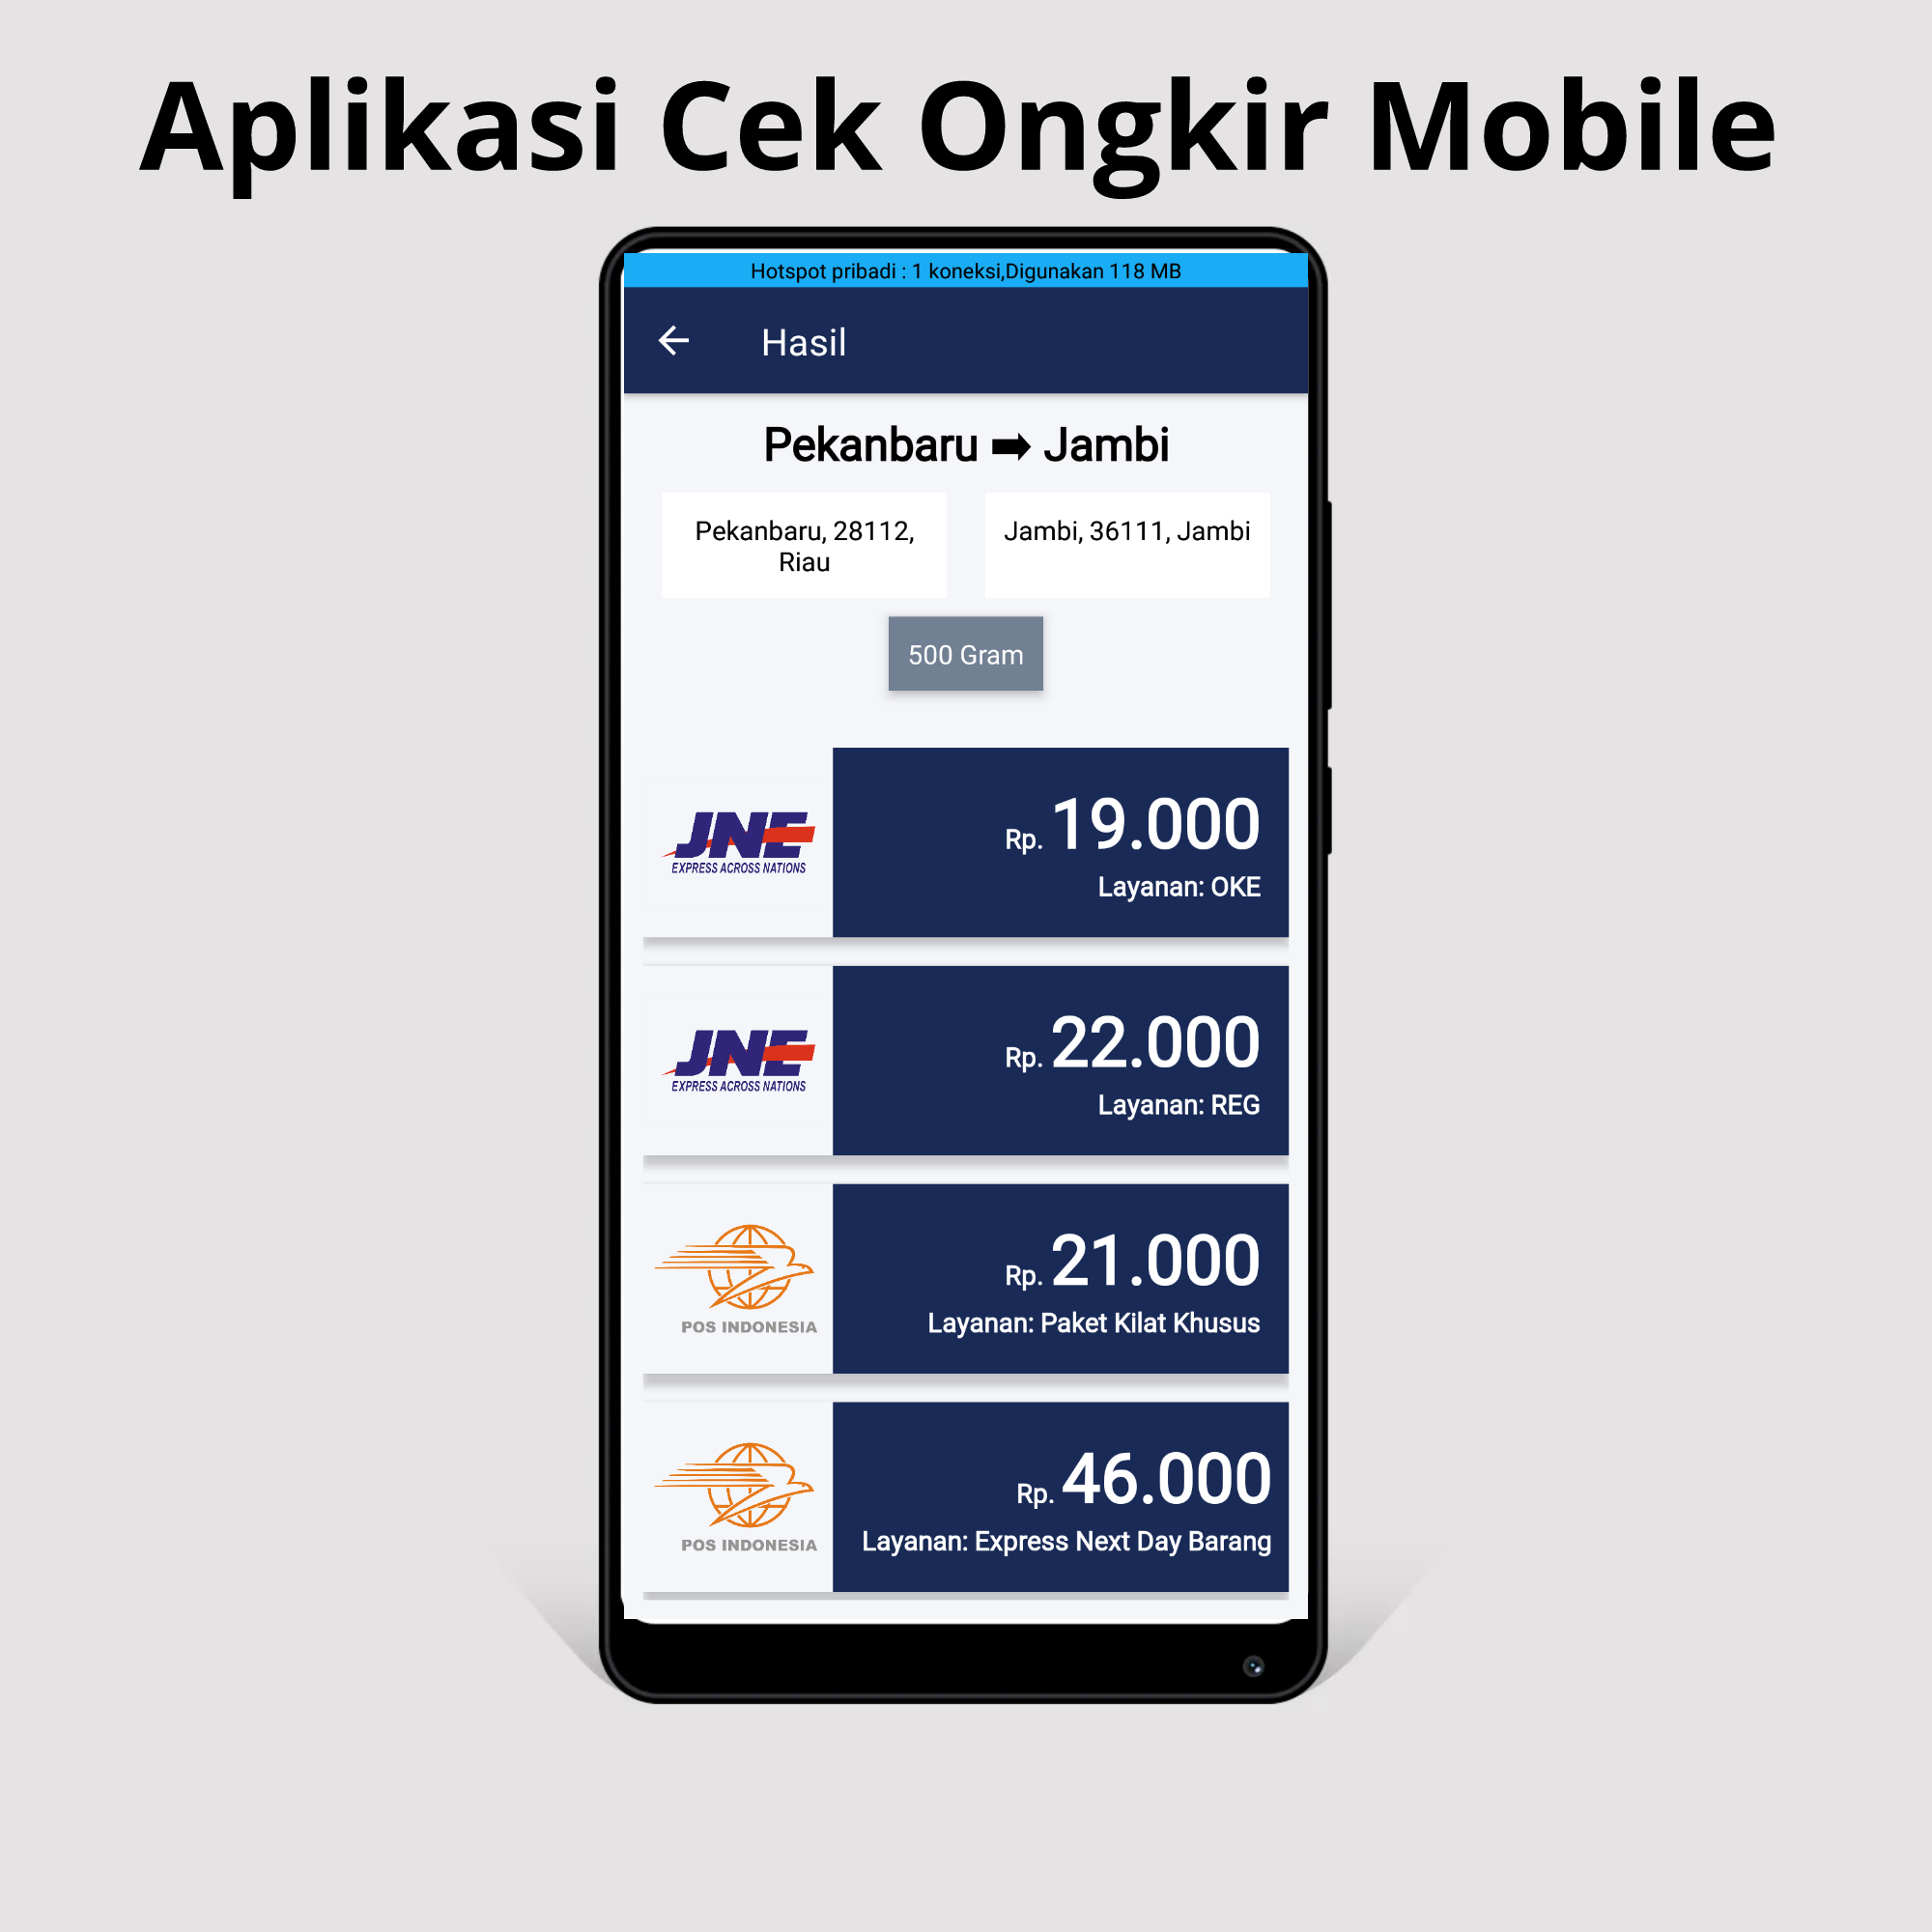 Aplikasi Cek Ongkir Mobile
Hotspot pribadi : 1 koneksi,Digunakan 118 MB
Hasil
Pekanbaru ➡ Jambi
Pekanbaru, 28112,
Riau
Jambi, 36111, Jambi
500 Gram
JNE
EXPRESS ACROSS NATIONS
Rp. 19.000
Layanan: OKE
JNE
EXPRESS ACROSS NATIONS
Rp. 22.000
Layanan: REG
POS INDONESIA
Rp. 21.000
Layanan: Paket Kilat Khusus
POS INDONESIA
Rp. 46.000
Layanan: Express Next Day Barang